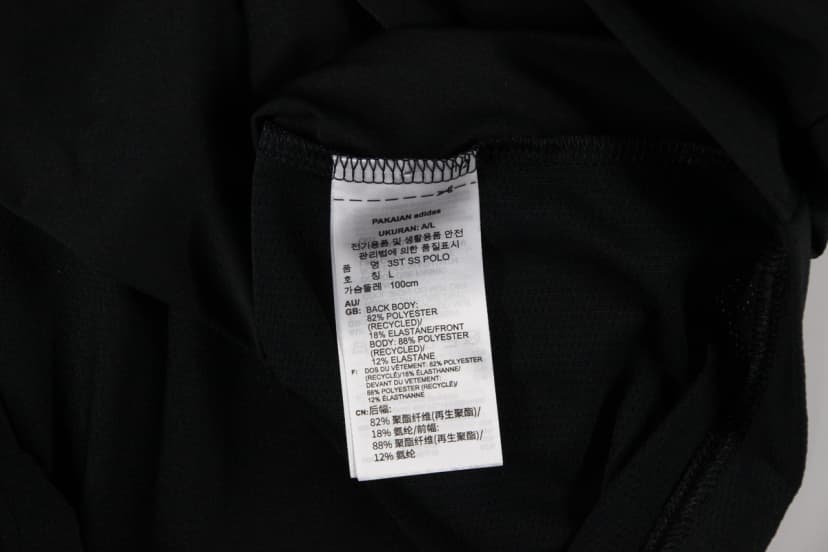 PAKAIAN adidas
UKURAN: A/L
전기용품 및 생활용품 안전
관리법에 의한 품질표시
품 명 3ST SS POLO
호 칭 L
가슴둘레 100cm
AU/
GB: BACK BODY:
82% POLYESTER
(RECYCLED)/
18% ELASTANE/FRONT
BODY: 88% POLYESTER
(RECYCLED)/
12% ELASTANE
F: DOS DU VÊTEMENT: 82% POLYESTER
(RECYCLÉ)/18% ÉLASTHANNE/
DEVANT DU VÊTEMENT:
88% POLYESTER (RECYCLÉ)/
12% ÉLASTHANNE
CN: 后幅:
82% 聚酯纤维(再生聚酯)/
18% 氨纶/前幅:
88% 聚酯纤维(再生聚酯)/
12% 氨纶